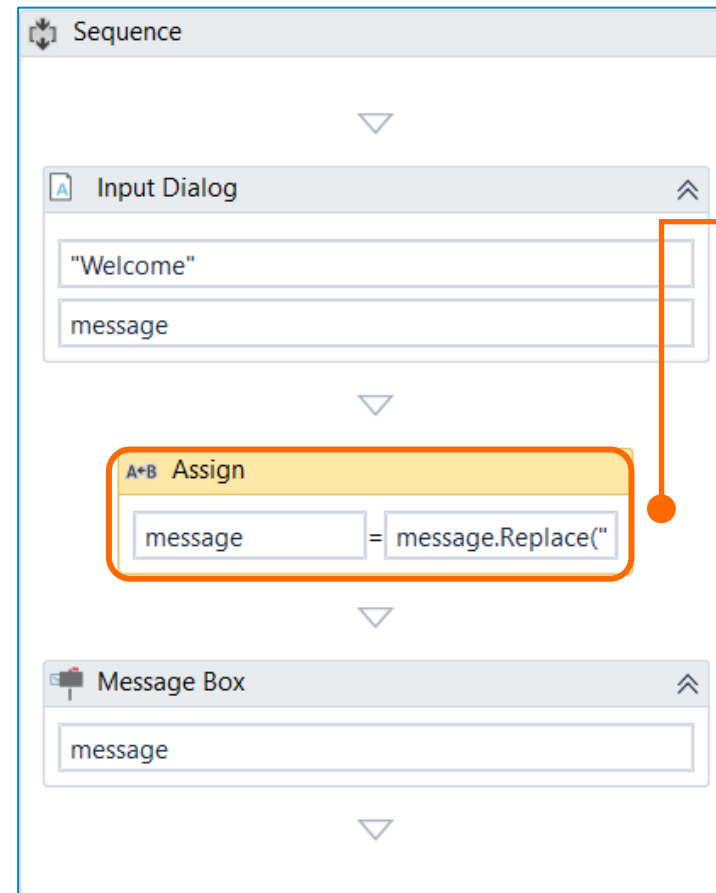 Sequence
Input Dialog
"Welcome"
message
A+B Assign
message = message.Replace("
Message Box
message